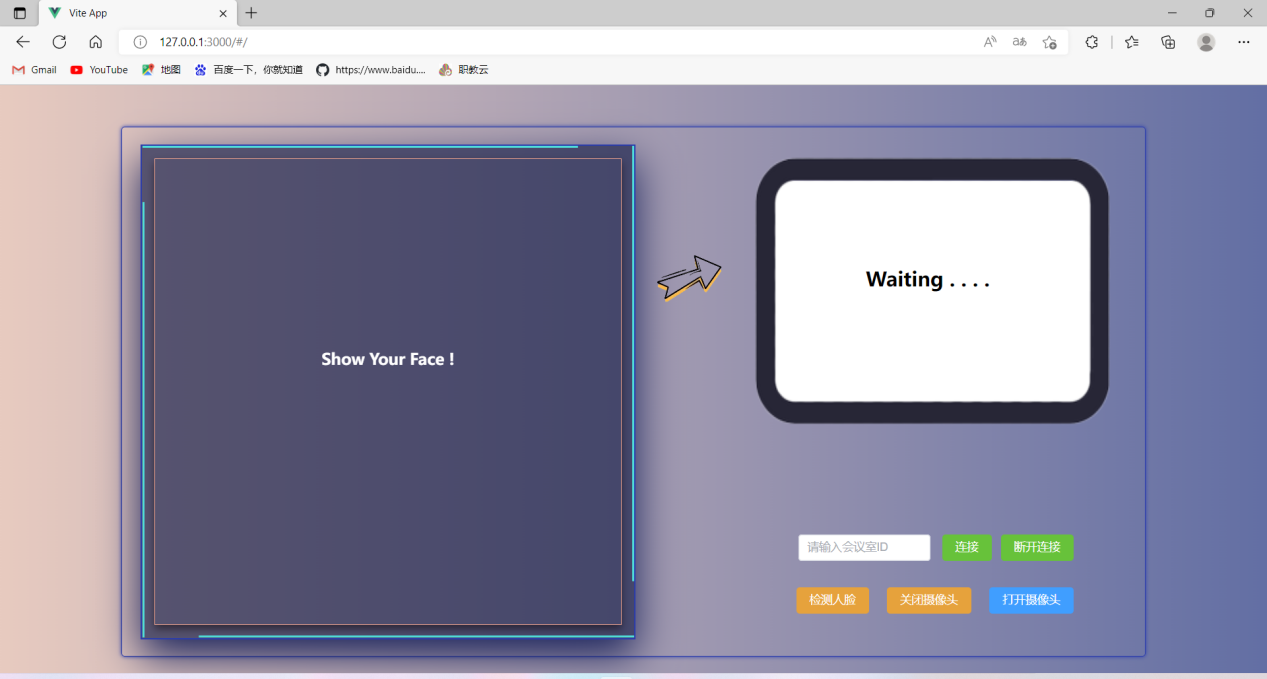 Vite App
127.0.0.1:3000/#/
Gmail
YouTube
地图
百度一下，你就知道
https://www.baidu....
职教云
Show Your Face !
Waiting . . . .
请输入会议室ID
连接
断开连接
检测人脸
关闭摄像头
打开摄像头